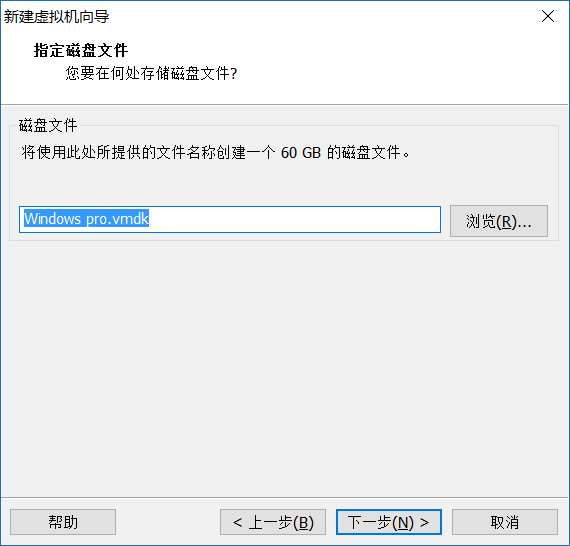 新建虚拟机向导
指定磁盘文件
您要在何处存储磁盘文件?
磁盘文件
将使用此处所提供的文件名称创建一个 60 GB 的磁盘文件。
Windows pro.vmdk
浏览(R)...
帮助
< 上一步(B)
下一步(N) >
取消